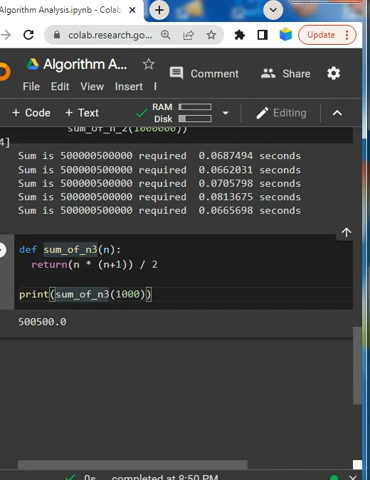 Algorithm Analysis.ipynb - Colab
colab.research.go...
Update
Algorithm A...
Comment
Share
File Edit View Insert
+ Code + Text
RAM
Disk
Editing
sum_of_n_2(1000000))
4]
Sum is 500000500000 required 0.0687494 seconds
Sum is 500000500000 required 0.0662031 seconds
Sum is 500000500000 required 0.0705798 seconds
Sum is 500000500000 required 0.0813675 seconds
Sum is 500000500000 required 0.0665698 seconds
def sum_of_n3(n):
return(n * (n+1)) / 2
print(sum_of_n3(1000))
500500.0
0s completed at 8:50 PM